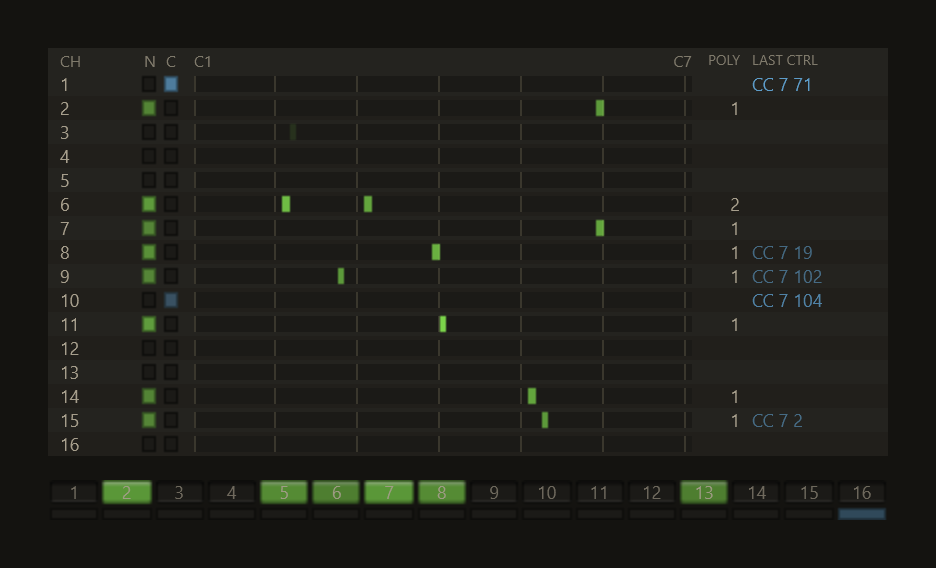 CH N C C1 C7 POLY LAST CTRL
1 CC 7 71
2 1
3
4
5
6 2
7 1
8 1 CC 7 19
9 1 CC 7 102
10 CC 7 104
11 1
12
13
14 1
15 1 CC 7 2
16
1 2 3 4 5 6 7 8 9 10 11 12 13 14 15 16